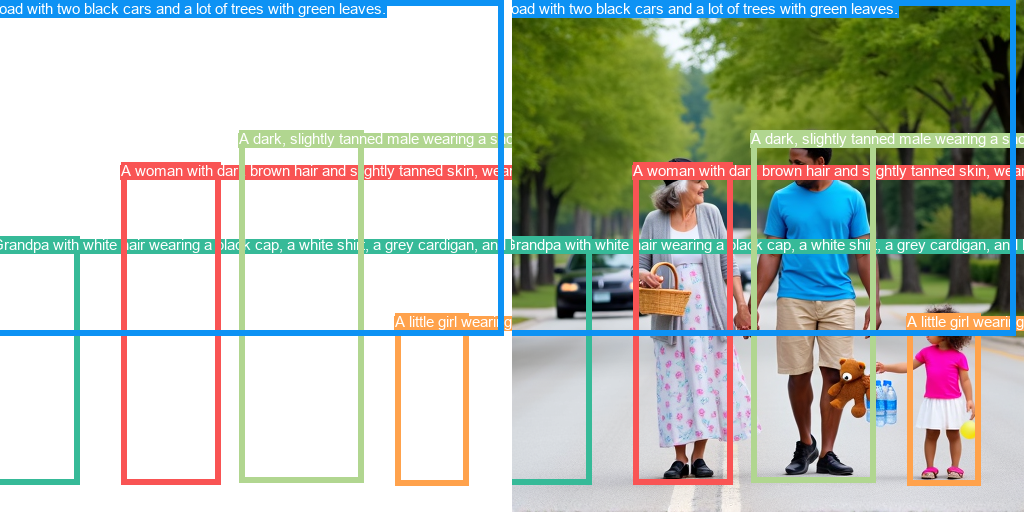 oad with two black cars and a lot of trees with green leaves.
oad with two black cars and a lot of trees with green leaves.
A dark, slightly tanned male wearing a
A dark, slightly tanned male wearing a
A woman with dark brown hair and slightly tanned skin,
A woman with dark brown hair and slightly tanned skin,
Grandpa with white hair wearing a black cap, a white shirt, a grey cardigan, and
Grandpa with white hair wearing a black cap, a white shirt, a grey cardigan, and
A little girl wearing
A little girl wearing